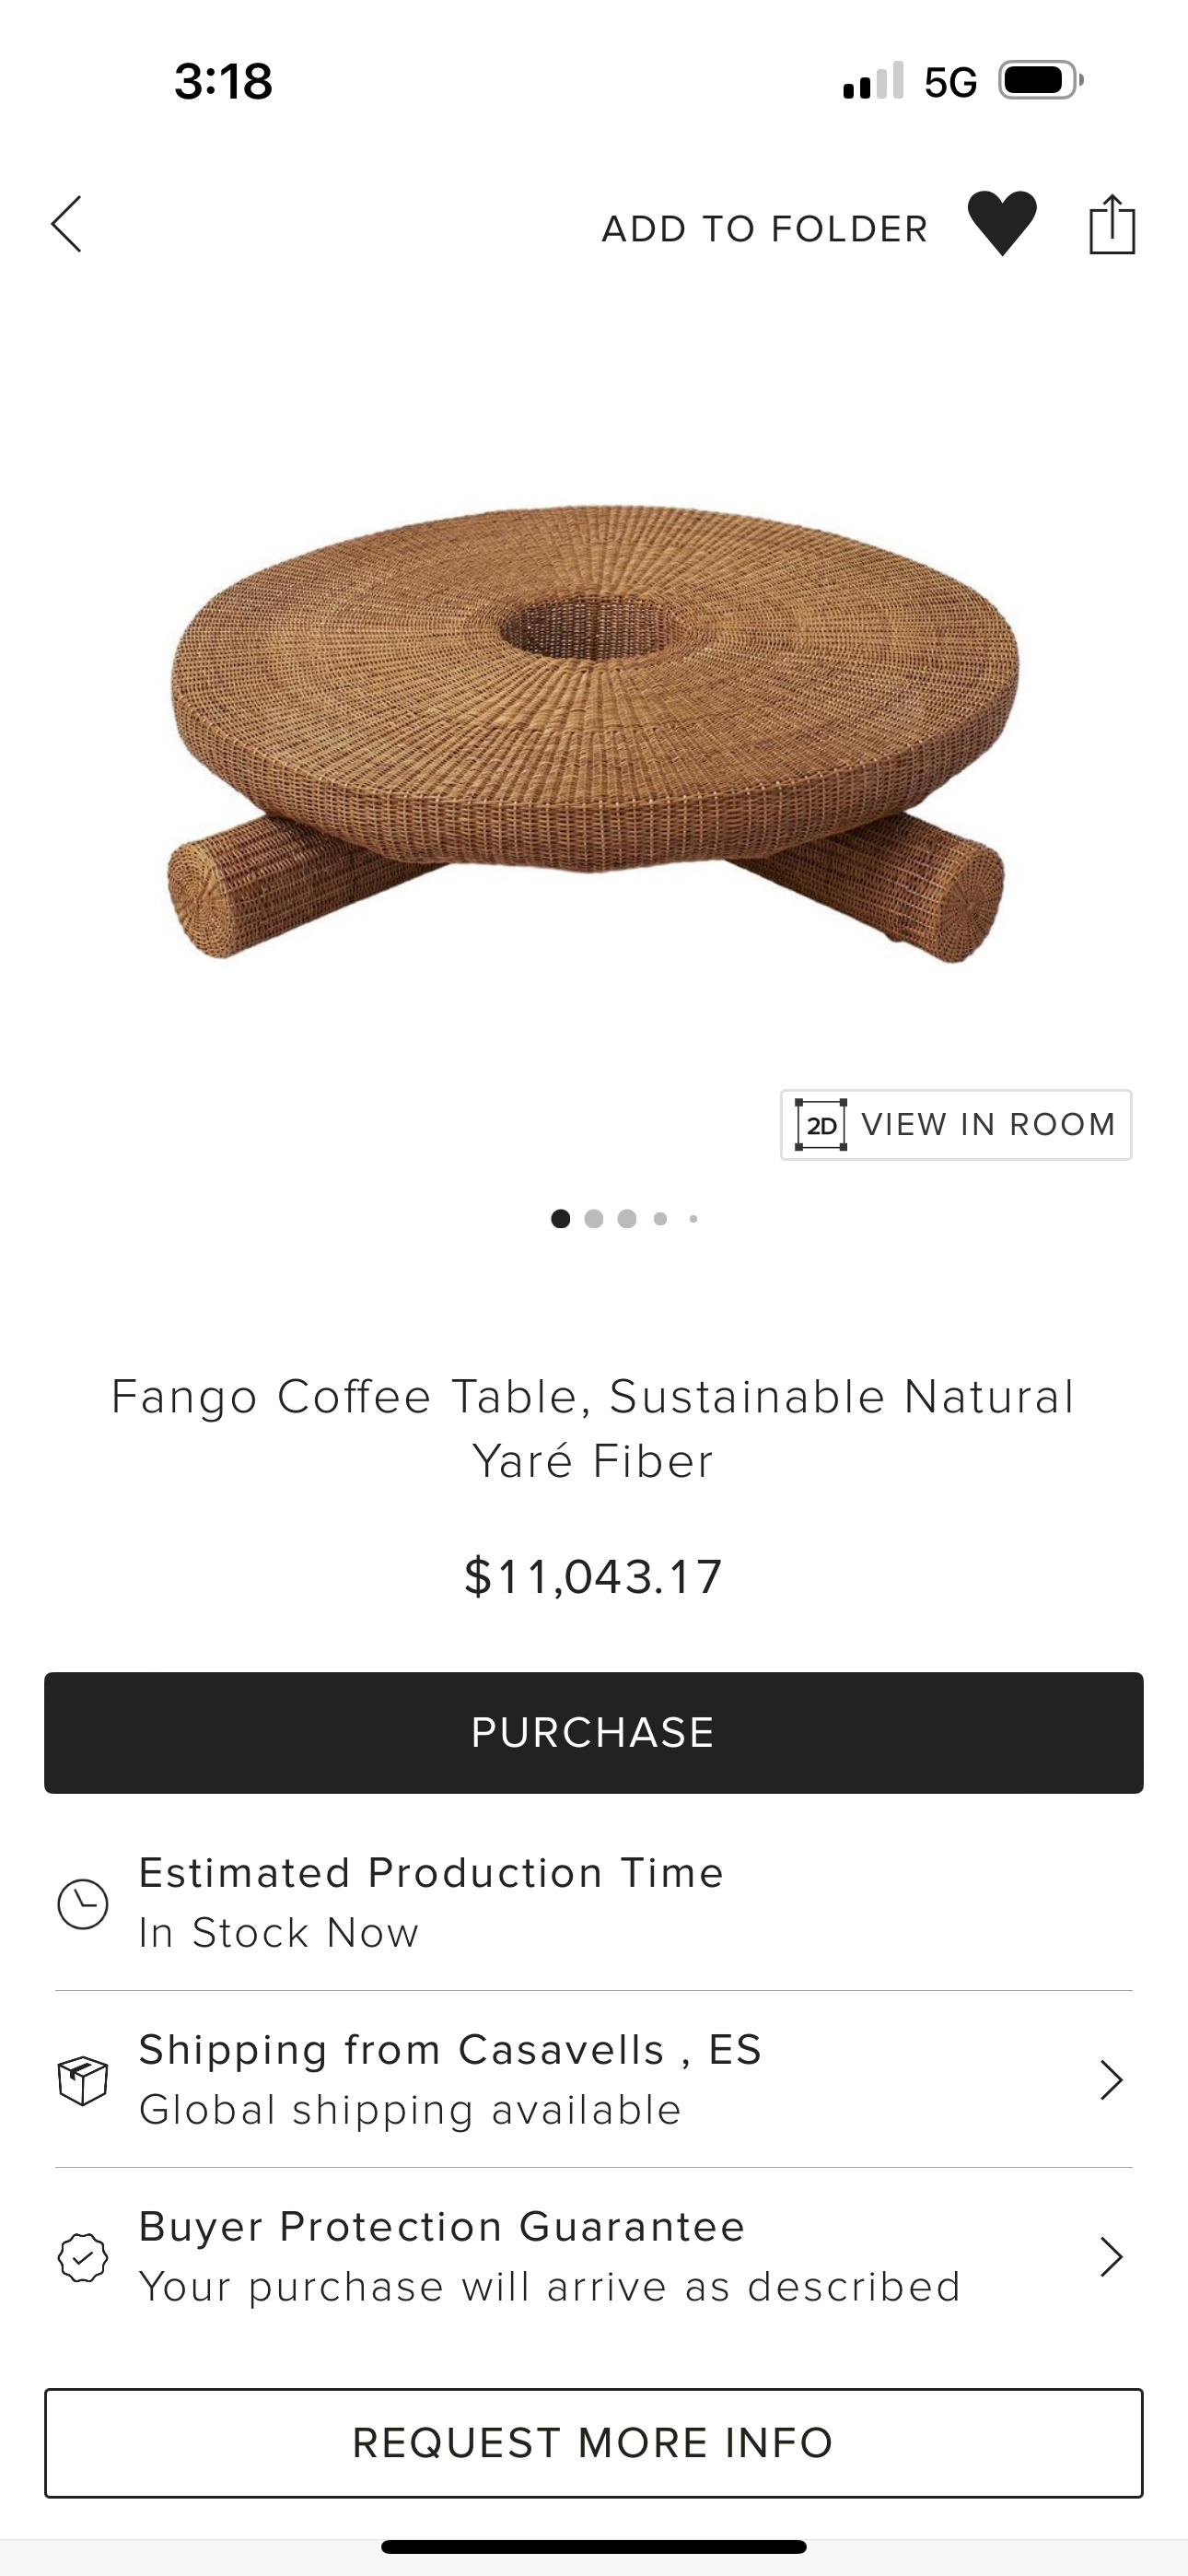 3:18
5G
ADD TO FOLDER
2D VIEW IN ROOM
Fango Coffee Table, Sustainable Natural
Yaré Fiber
$11,043.17
PURCHASE
Estimated Production Time
In Stock Now
Shipping from Casavells , ES
Global shipping available
Buyer Protection Guarantee
Your purchase will arrive as described
REQUEST MORE INFO